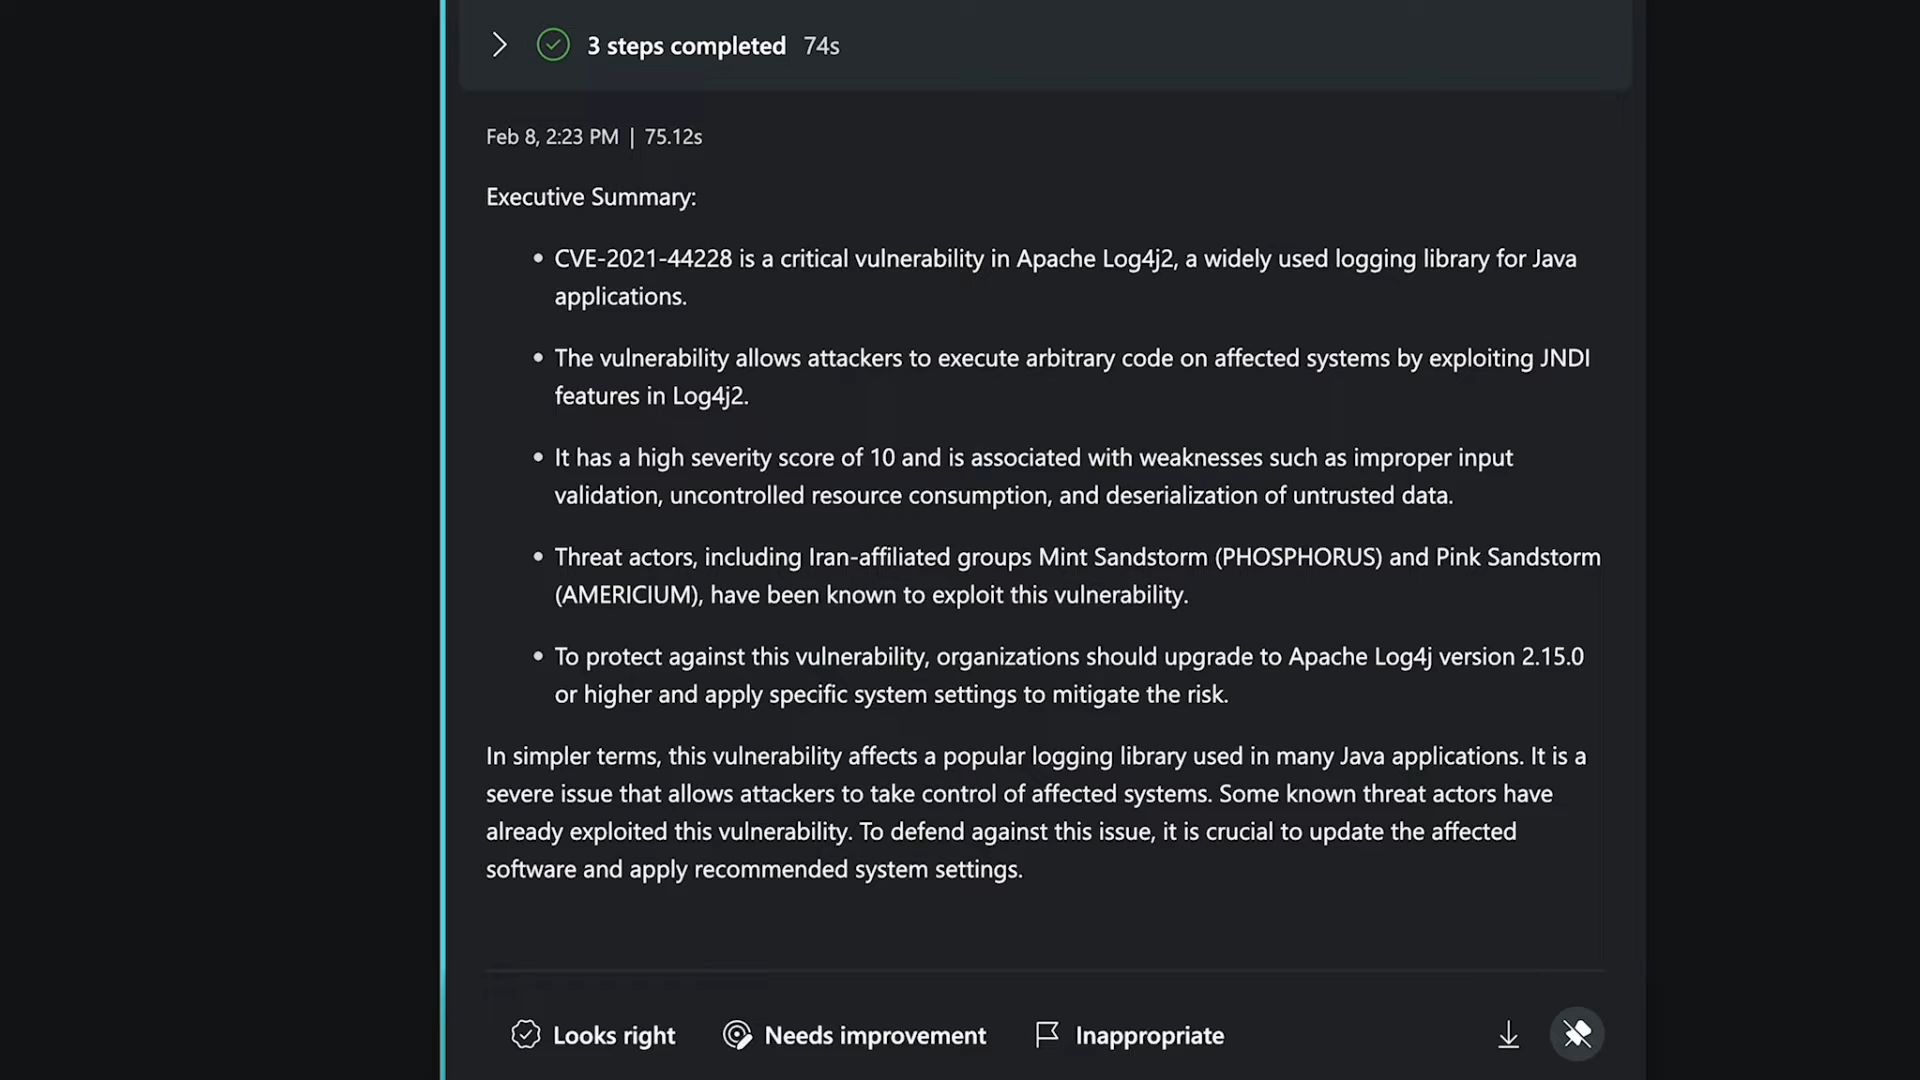 3 steps completed 74s
Feb 8, 2:23 PM | 75.12s
Executive Summary:
• CVE-2021-44228 is a critical vulnerability in Apache Log4j2, a widely used logging library for Java
applications.
• The vulnerability allows attackers to execute arbitrary code on affected systems by exploiting JNDI
features in Log4j2.
• It has a high severity score of 10 and is associated with weaknesses such as improper input
validation, uncontrolled resource consumption, and deserialization of untrusted data.
• Threat actors, including Iran-affiliated groups Mint Sandstorm (PHOSPHORUS) and Pink Sandstorm
(AMERICIUM), have been known to exploit this vulnerability.
• To protect against this vulnerability, organizations should upgrade to Apache Log4j version 2.15.0
or higher and apply specific system settings to mitigate the risk.
In simpler terms, this vulnerability affects a popular logging library used in many Java applications. It is a
severe issue that allows attackers to take control of affected systems. Some known threat actors have
already exploited this vulnerability. To defend against this issue, it is crucial to update the affected
software and apply recommended system settings.
Looks right Needs improvement Inappropriate